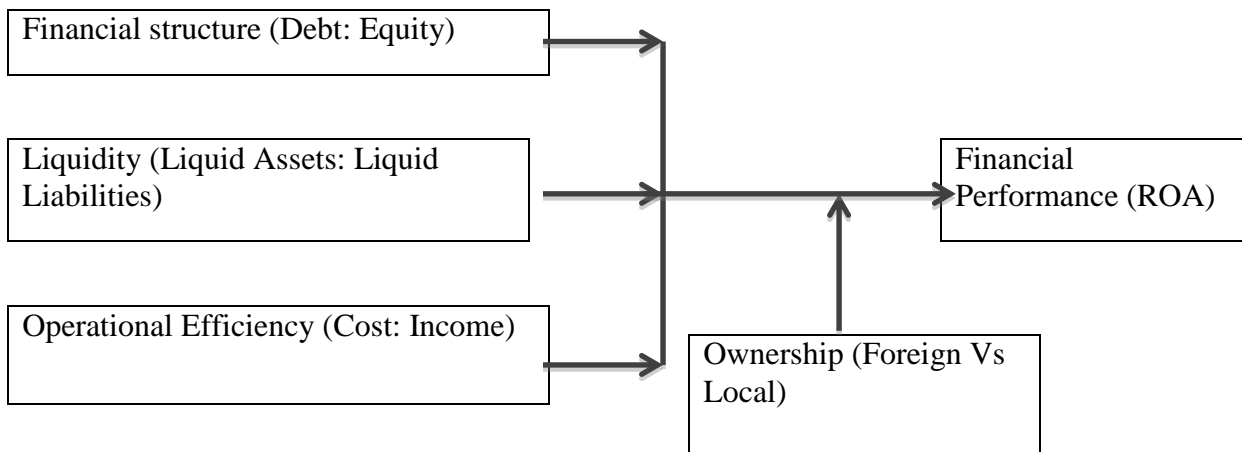 Financial structure (Debt: Equity)
Liquidity (Liquid Assets: Liquid
Liabilities)
Financial
Performance (ROA)
Operational Efficiency (Cost: Income)
Ownership (Foreign Vs
Local)